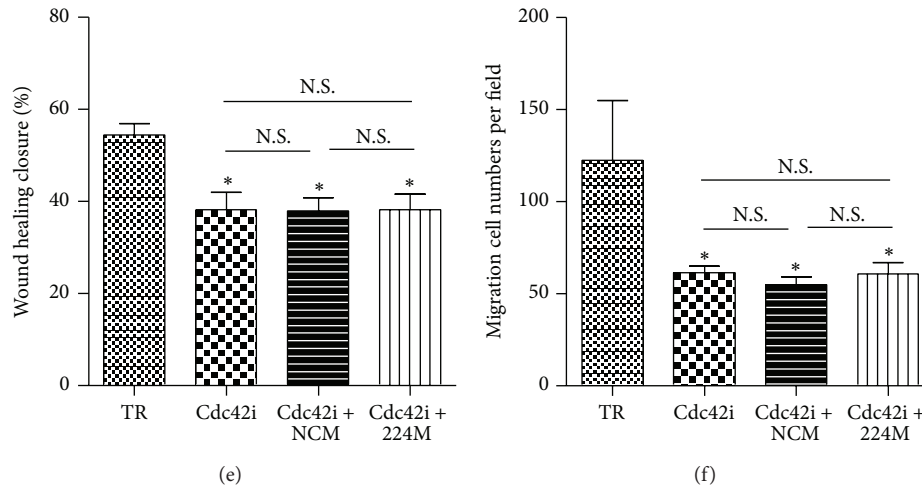 80
60
40
20
0
Wound healing closure (%)
N.S.
N.S.
N.S.
*
*
*
TR
Cdc42i
Cdc42i +
NCM
Cdc42i +
224M
(e)
200
150
100
50
0
Migration cell numbers per field
N.S.
N.S.
N.S.
*
*
*
TR
Cdc42i
Cdc42i +
NCM
Cdc42i +
224M
(f)